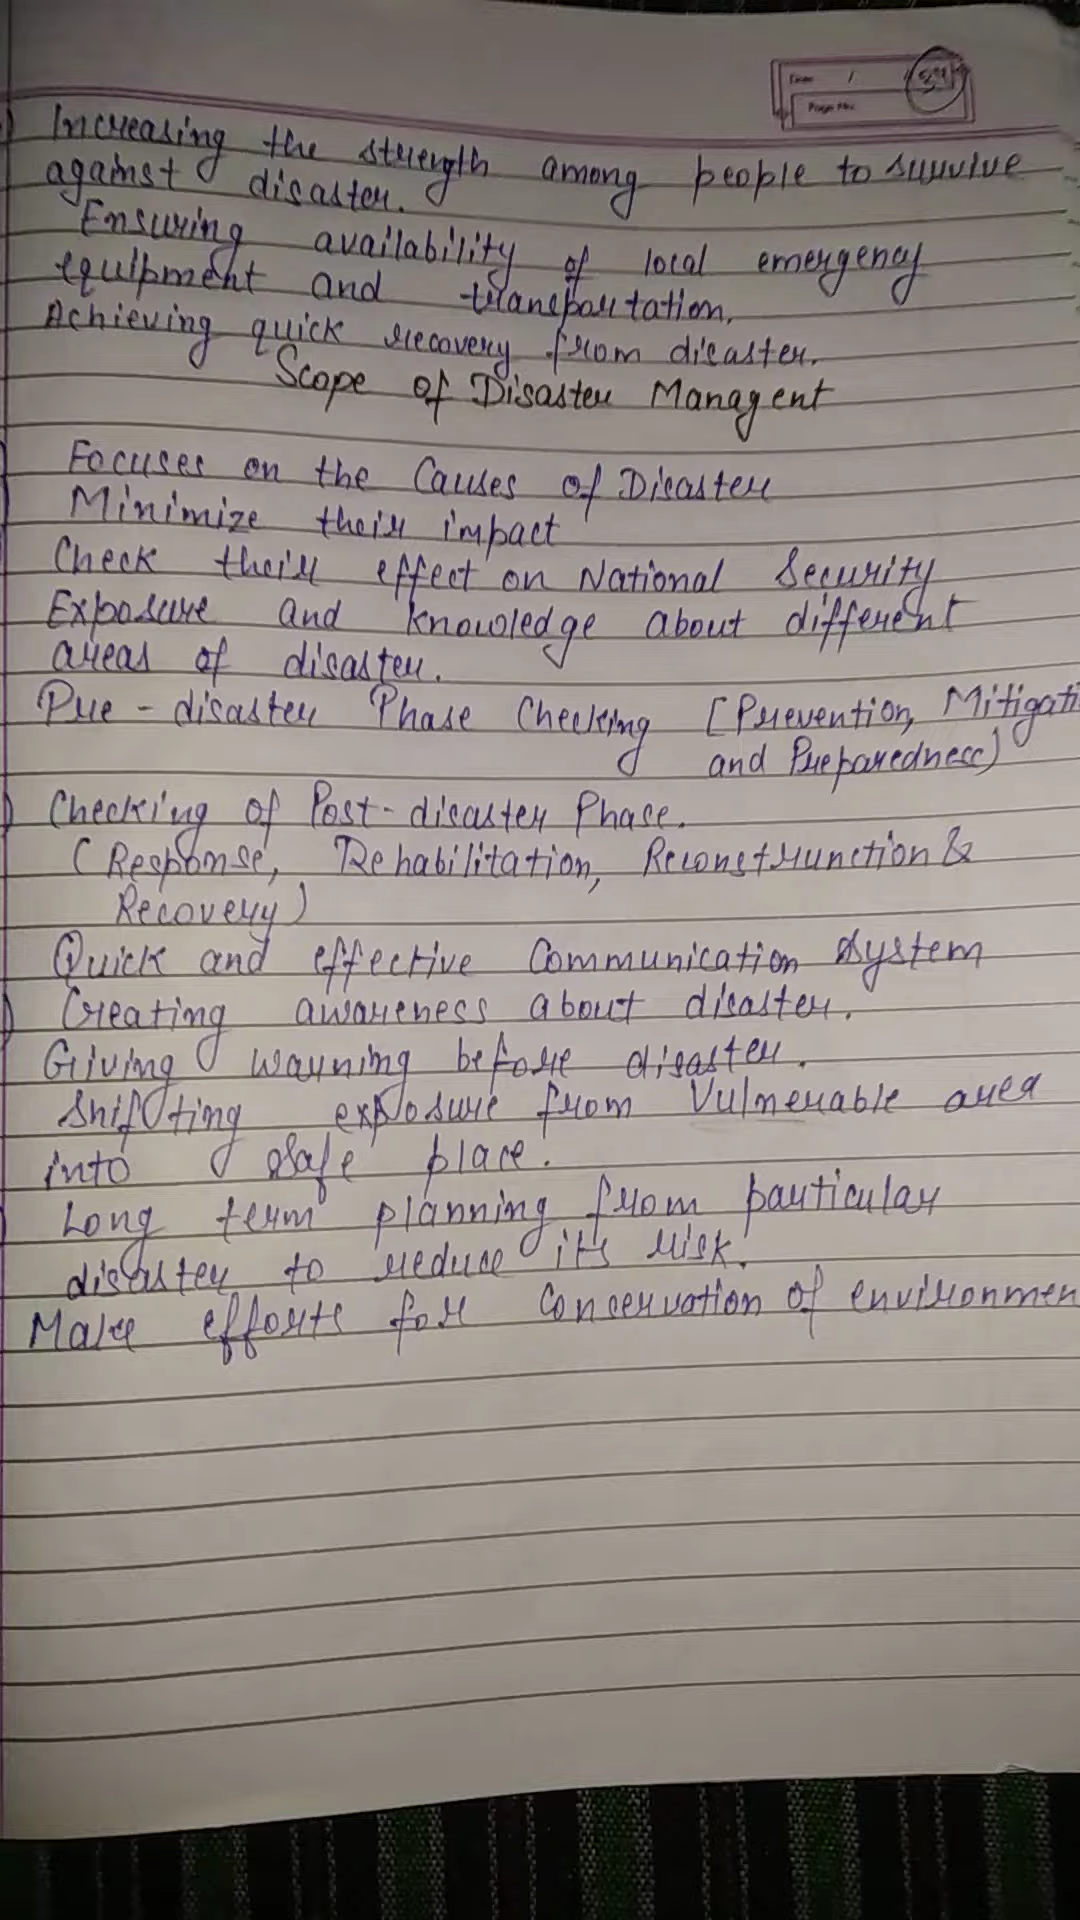 Increasing the strength among people to survive
against disaster.
Ensuring availability of local emergency
equipment and transportation.
Achieving quick recovery from disaster.
Scope of Disaster Managent
Focuses on the Causes of Disaster
Minimize their impact
Check their effect on National Security
Exposure and knowledge about different
areas of disaster.
Pre-disaster Phase Checking [Prevention, Mitigati
and Preparedness)
Checking of Post-disaster Phase.
(Response, Rehabilitation, Reconstrunction &
Recovery)
Quick and effective Communication System
Creating awareness about disaster.
Giving warning before disaster.
Shifting exposure from Vulnerable area
into safe place.
Long term planning from particular
disaster to reduce its risk.
Make efforts for Conservation of environmen